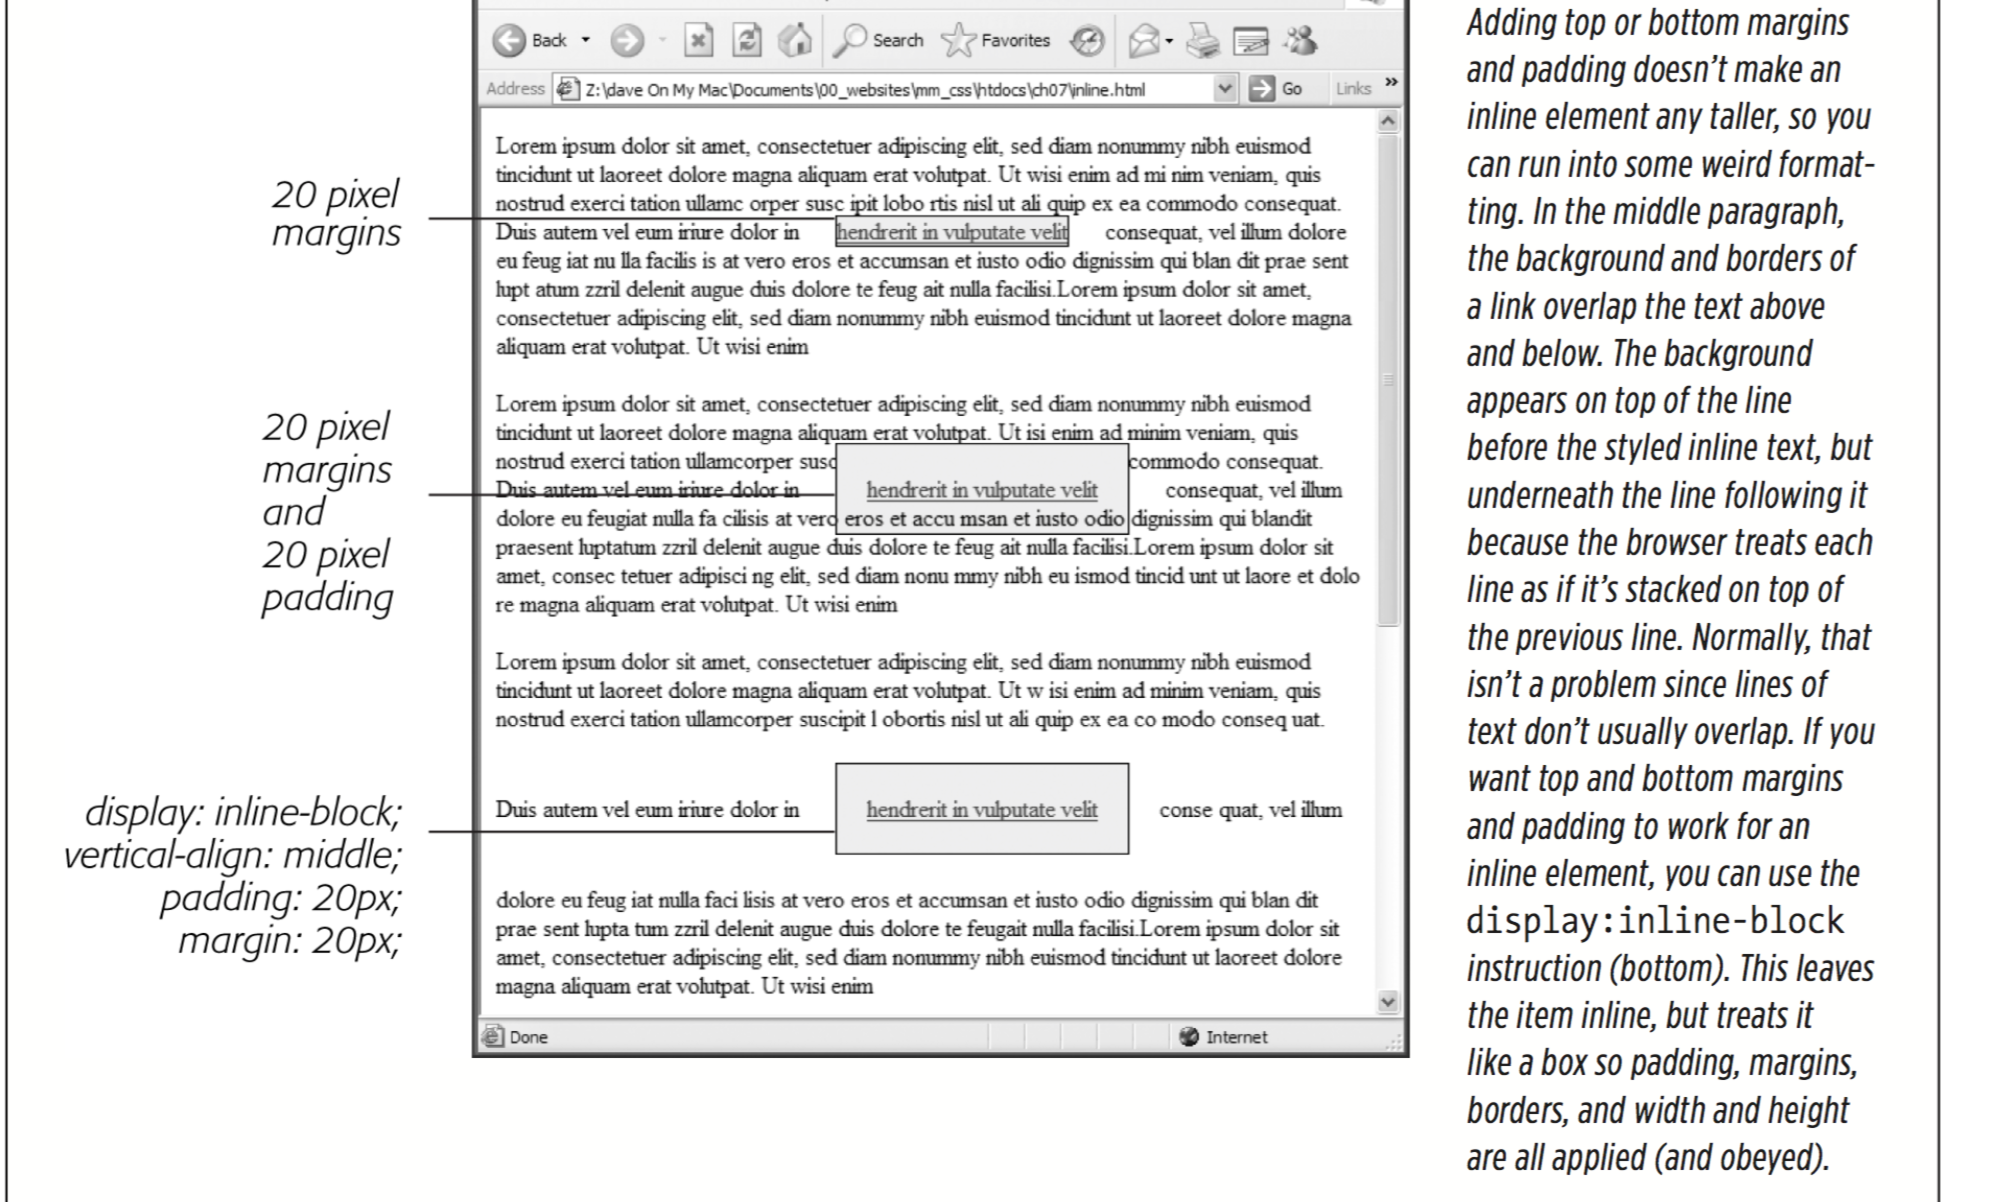 Back
Search
Favorites
Address Z:\dave On My Mac\Documents\00_websites\mm_css\htdocs\ch07\inline.html Go Links »
20 pixel
margins
Lorem ipsum dolor sit amet, consectetuer adipiscing elit, sed diam nonummy nibh euismod
tincidunt ut laoreet dolore magna aliquam erat volutpat. Ut wisi enim ad mi nim veniam, quis
nostrud exerci tation ullamc orper susc ipit lobo rtis nisl ut ali quip ex ea commodo consequat.
Duis autem vel eum iriure dolor in hendrerit in vulputate velit consequat, vel illum dolore
eu feug iat nu lla facilis is at vero eros et accumsan et iusto odio dignissim qui blan dit prae sent
lupt atum zzril delenit augue duis dolore te feug ait nulla facilisi.Lorem ipsum dolor sit amet,
consectetuer adipiscing elit, sed diam nonummy nibh euismod tincidunt ut laoreet dolore magna
aliquam erat volutpat. Ut wisi enim
20 pixel
margins
and
20 pixel
padding
Lorem ipsum dolor sit amet, consectetuer adipiscing elit, sed diam nonummy nibh euismod
tincidunt ut laoreet dolore magna aliquam erat volutpat. Ut isi enim ad minim veniam, quis
nostrud exerci tation ullamcorper susc commodo consequat.
Duis autem vel eum iriure dolor in hendrerit in vulputate velit consequat, vel illum
dolore eu feugiat nulla fa cilisis at vero eros et accu msan et iusto odio dignissim qui blandit
praesent luptatum zzril delenit augue duis dolore te feug ait nulla facilisi.Lorem ipsum dolor sit
amet, consec tetuer adipisci ng elit, sed diam nonu mmy nibh eu ismod tincid unt ut laore et dolo
re magna aliquam erat volutpat. Ut wisi enim
Lorem ipsum dolor sit amet, consectetuer adipiscing elit, sed diam nonummy nibh euismod
tincidunt ut laoreet dolore magna aliquam erat volutpat. Ut w isi enim ad minim veniam, quis
nostrud exerci tation ullamcorper suscipit l obortis nisl ut ali quip ex ea co modo conseq uat.
display: inline-block;
vertical-align: middle;
padding: 20px;
margin: 20px;
Duis autem vel eum iriure dolor in hendrerit in vulputate velit conse quat, vel illum
dolore eu feug iat nulla faci lisis at vero eros et accumsan et iusto odio dignissim qui blan dit
prae sent lupta tum zzril delenit augue duis dolore te feugait nulla facilisi.Lorem ipsum dolor sit
amet, consectetuer adipiscing elit, sed diam nonummy nibh euismod tincidunt ut laoreet dolore
magna aliquam erat volutpat. Ut wisi enim
Done
Internet
Adding top or bottom margins
and padding doesn't make an
inline element any taller, so you
can run into some weird format-
ting. In the middle paragraph,
the background and borders of
a link overlap the text above
and below. The background
appears on top of the line
before the styled inline text, but
underneath the line following it
because the browser treats each
line as if it's stacked on top of
the previous line. Normally, that
isn't a problem since lines of
text don't usually overlap. If you
want top and bottom margins
and padding to work for an
inline element, you can use the
display:inline-block
instruction (bottom). This leaves
the item inline, but treats it
like a box so padding, margins,
borders, and width and height
are all applied (and obeyed).